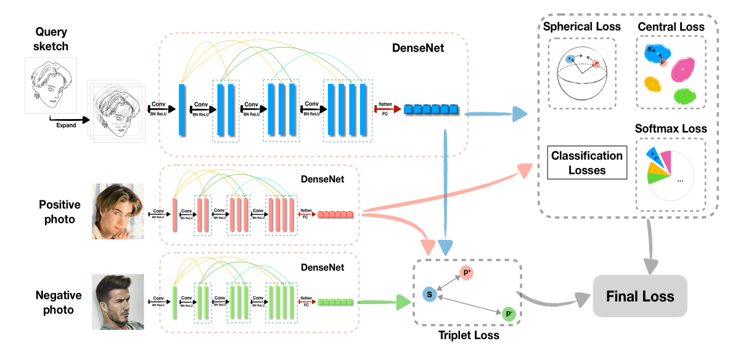 Query
sketch
Expand
Conv
BN ReLU
Conv
BN ReLU
Conv
BN ReLU
Conv
BN ReLU
flatten
FC
DenseNet
Positive
photo
Conv
BN ReLU
Conv
BN ReLU
Conv
BN ReLU
Conv
BN ReLU
flatten
FC
DenseNet
Negative
photo
Conv
BN ReLU
Conv
BN ReLU
Conv
BN ReLU
Conv
BN ReLU
flatten
FC
DenseNet
Spherical Loss
Central Loss
Softmax Loss
...
Classification
Losses
S
P+
P-
Triplet Loss
Final Loss